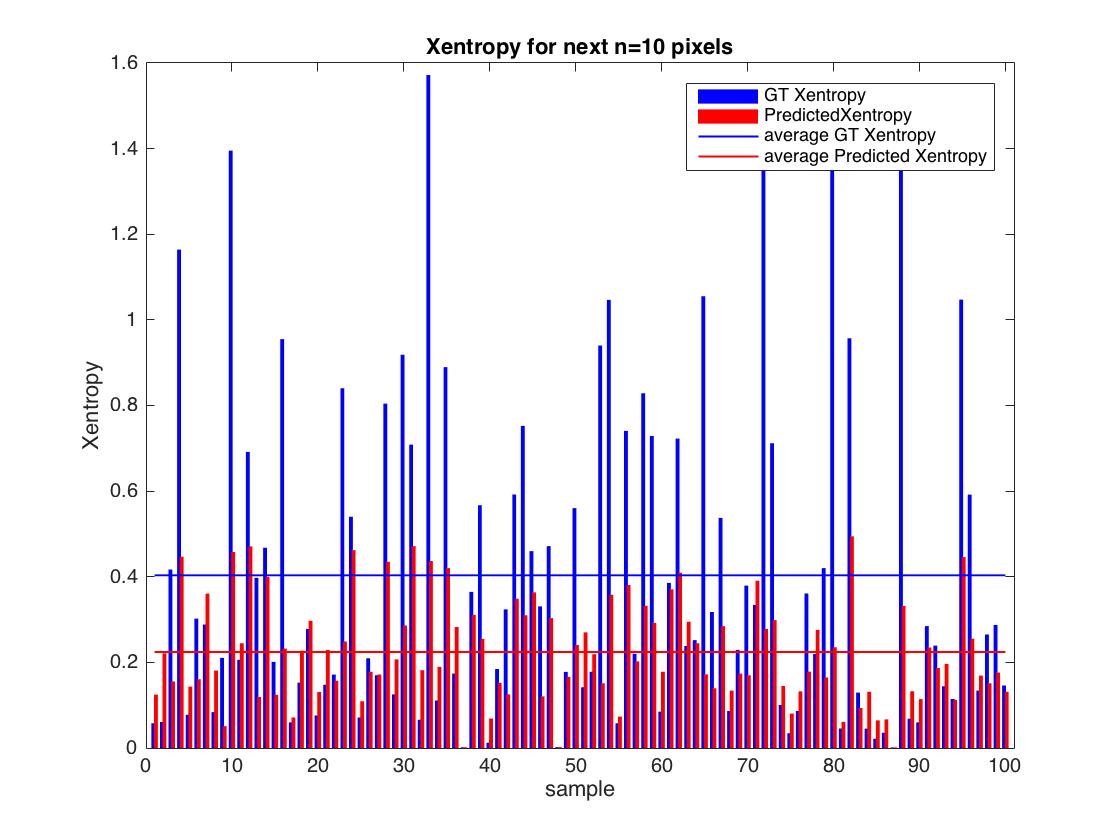 Xentropy for next n=10 pixels
GT Xentropy
PredictedXentropy
average GT Xentropy
average Predicted Xentropy
1.6
1.4
1.2
1
0.8
0.6
0.4
0.2
0
Xentropy
0 10 20 30 40 50 60 70 80 90 100
sample